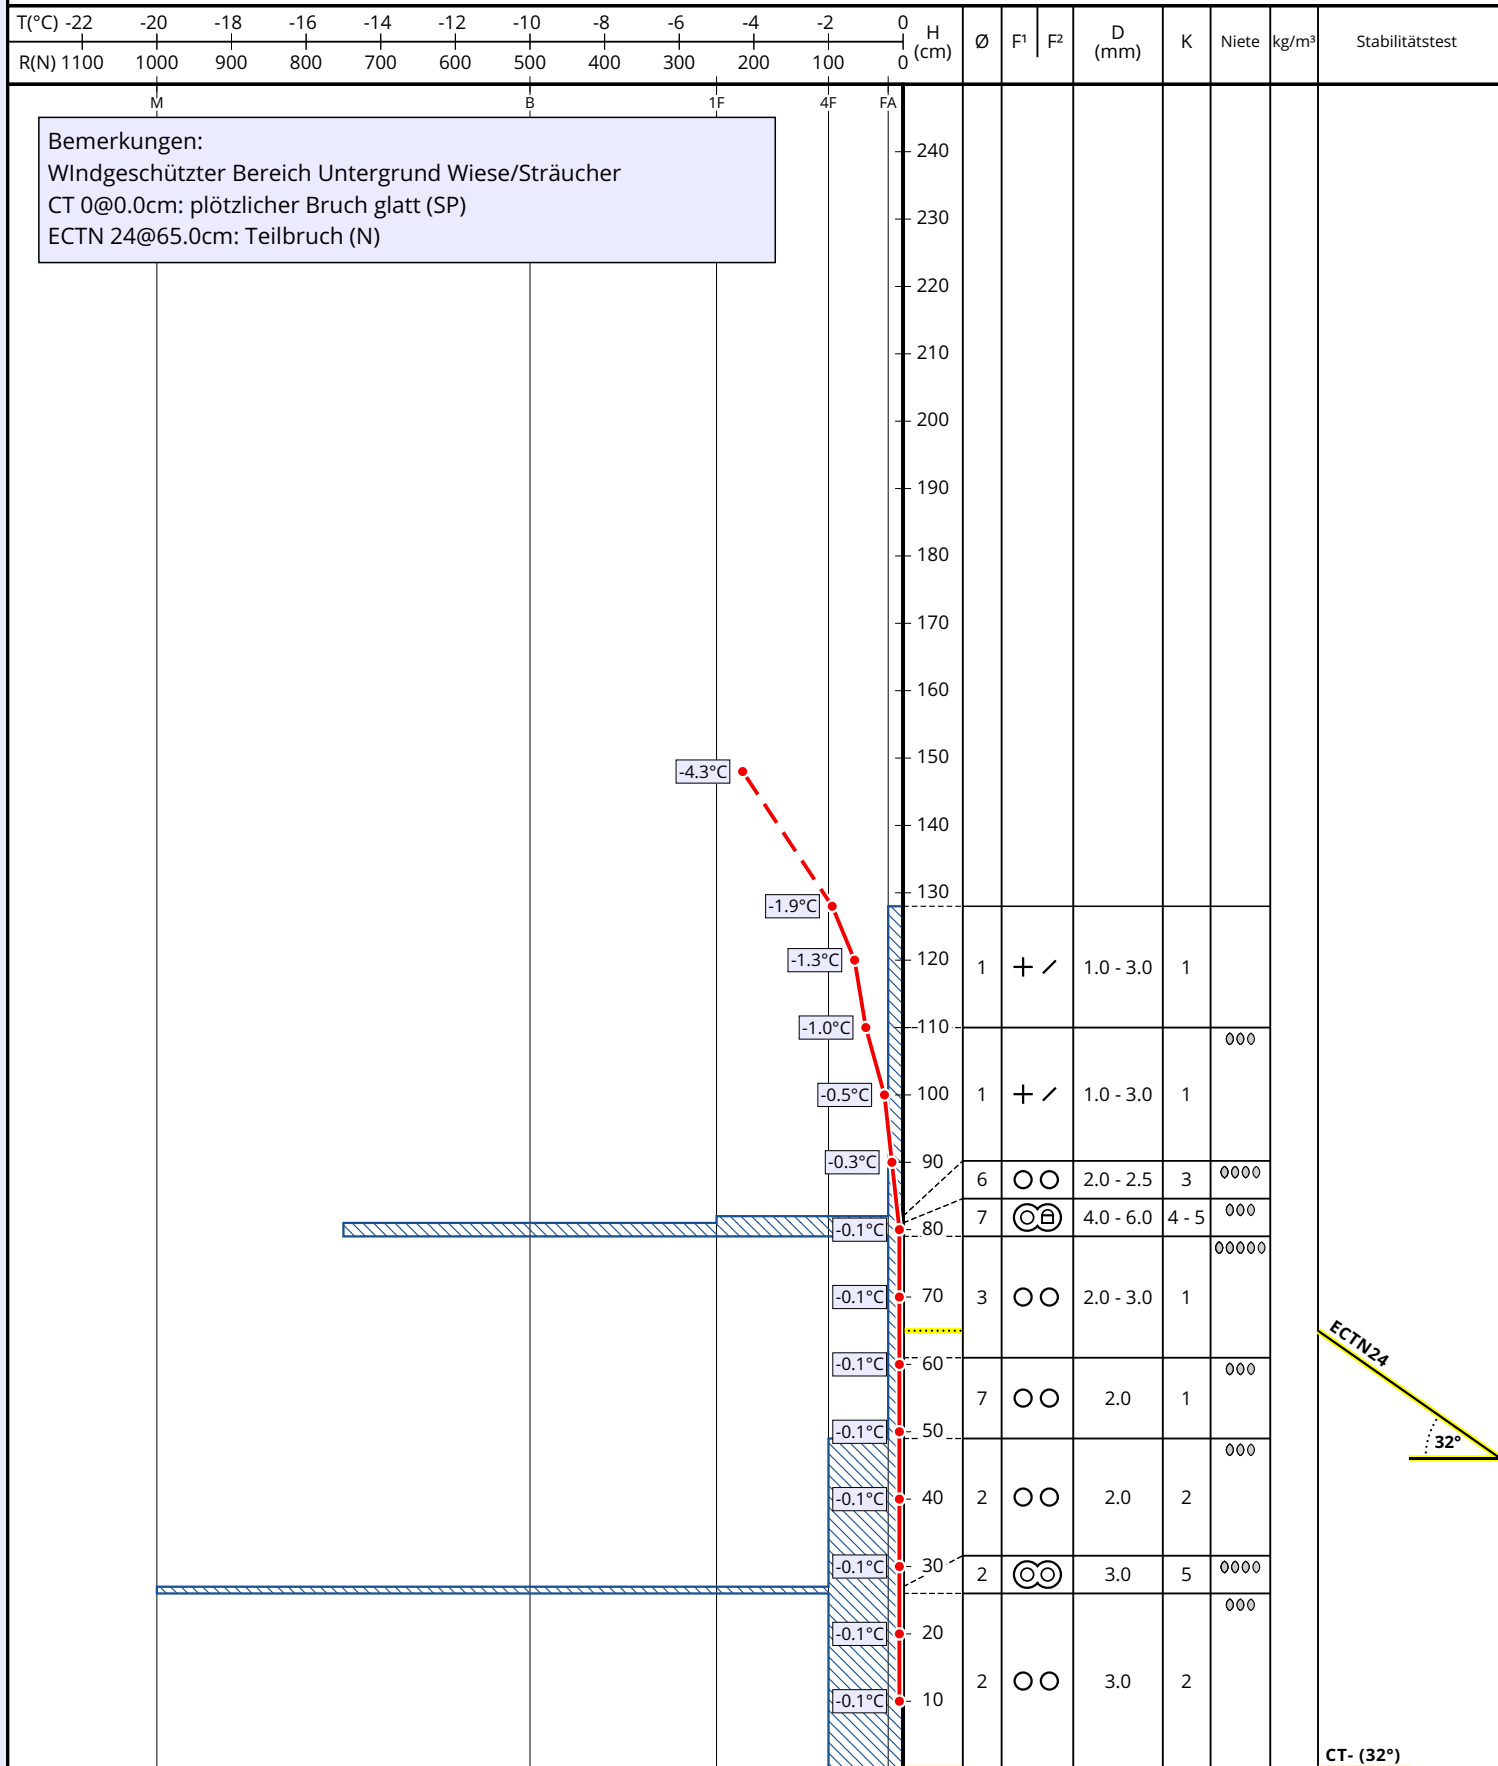 T(°C) -22 -20 -18 -16 -14 -12 -10 -8 -6 -4 -2 0
R(N) 1100 1000 900 800 700 600 500 400 300 200 100 0
H (cm) Ø F¹ F² D (mm) K Niete kg/m³ Stabilitätstest
M B 1F 4F FA
Bemerkungen:
WIndgeschützter Bereich Untergrund Wiese/Sträucher
CT 0@0.0cm: plötzlicher Bruch glatt (SP)
ECTN 24@65.0cm: Teilbruch (N)
240
230
220
210
200
190
180
170
160
150
-4.3°C
140
130
-1.9°C
120
-1.3°C
1 1.0 - 3.0 1
110
-1.0°C
100
-0.5°C
1 1.0 - 3.0 1
90
-0.3°C
6 2.0 - 2.5 3
7 4.0 - 6.0 4 - 5
80
-0.1°C
70
-0.1°C
3 2.0 - 3.0 1
ECTN24
60
-0.1°C
7 2.0 1
50
-0.1°C
32°
40
-0.1°C
2 2.0 2
30
-0.1°C
2 3.0 5
20
-0.1°C
2 3.0 2
10
-0.1°C
CT- (32°)